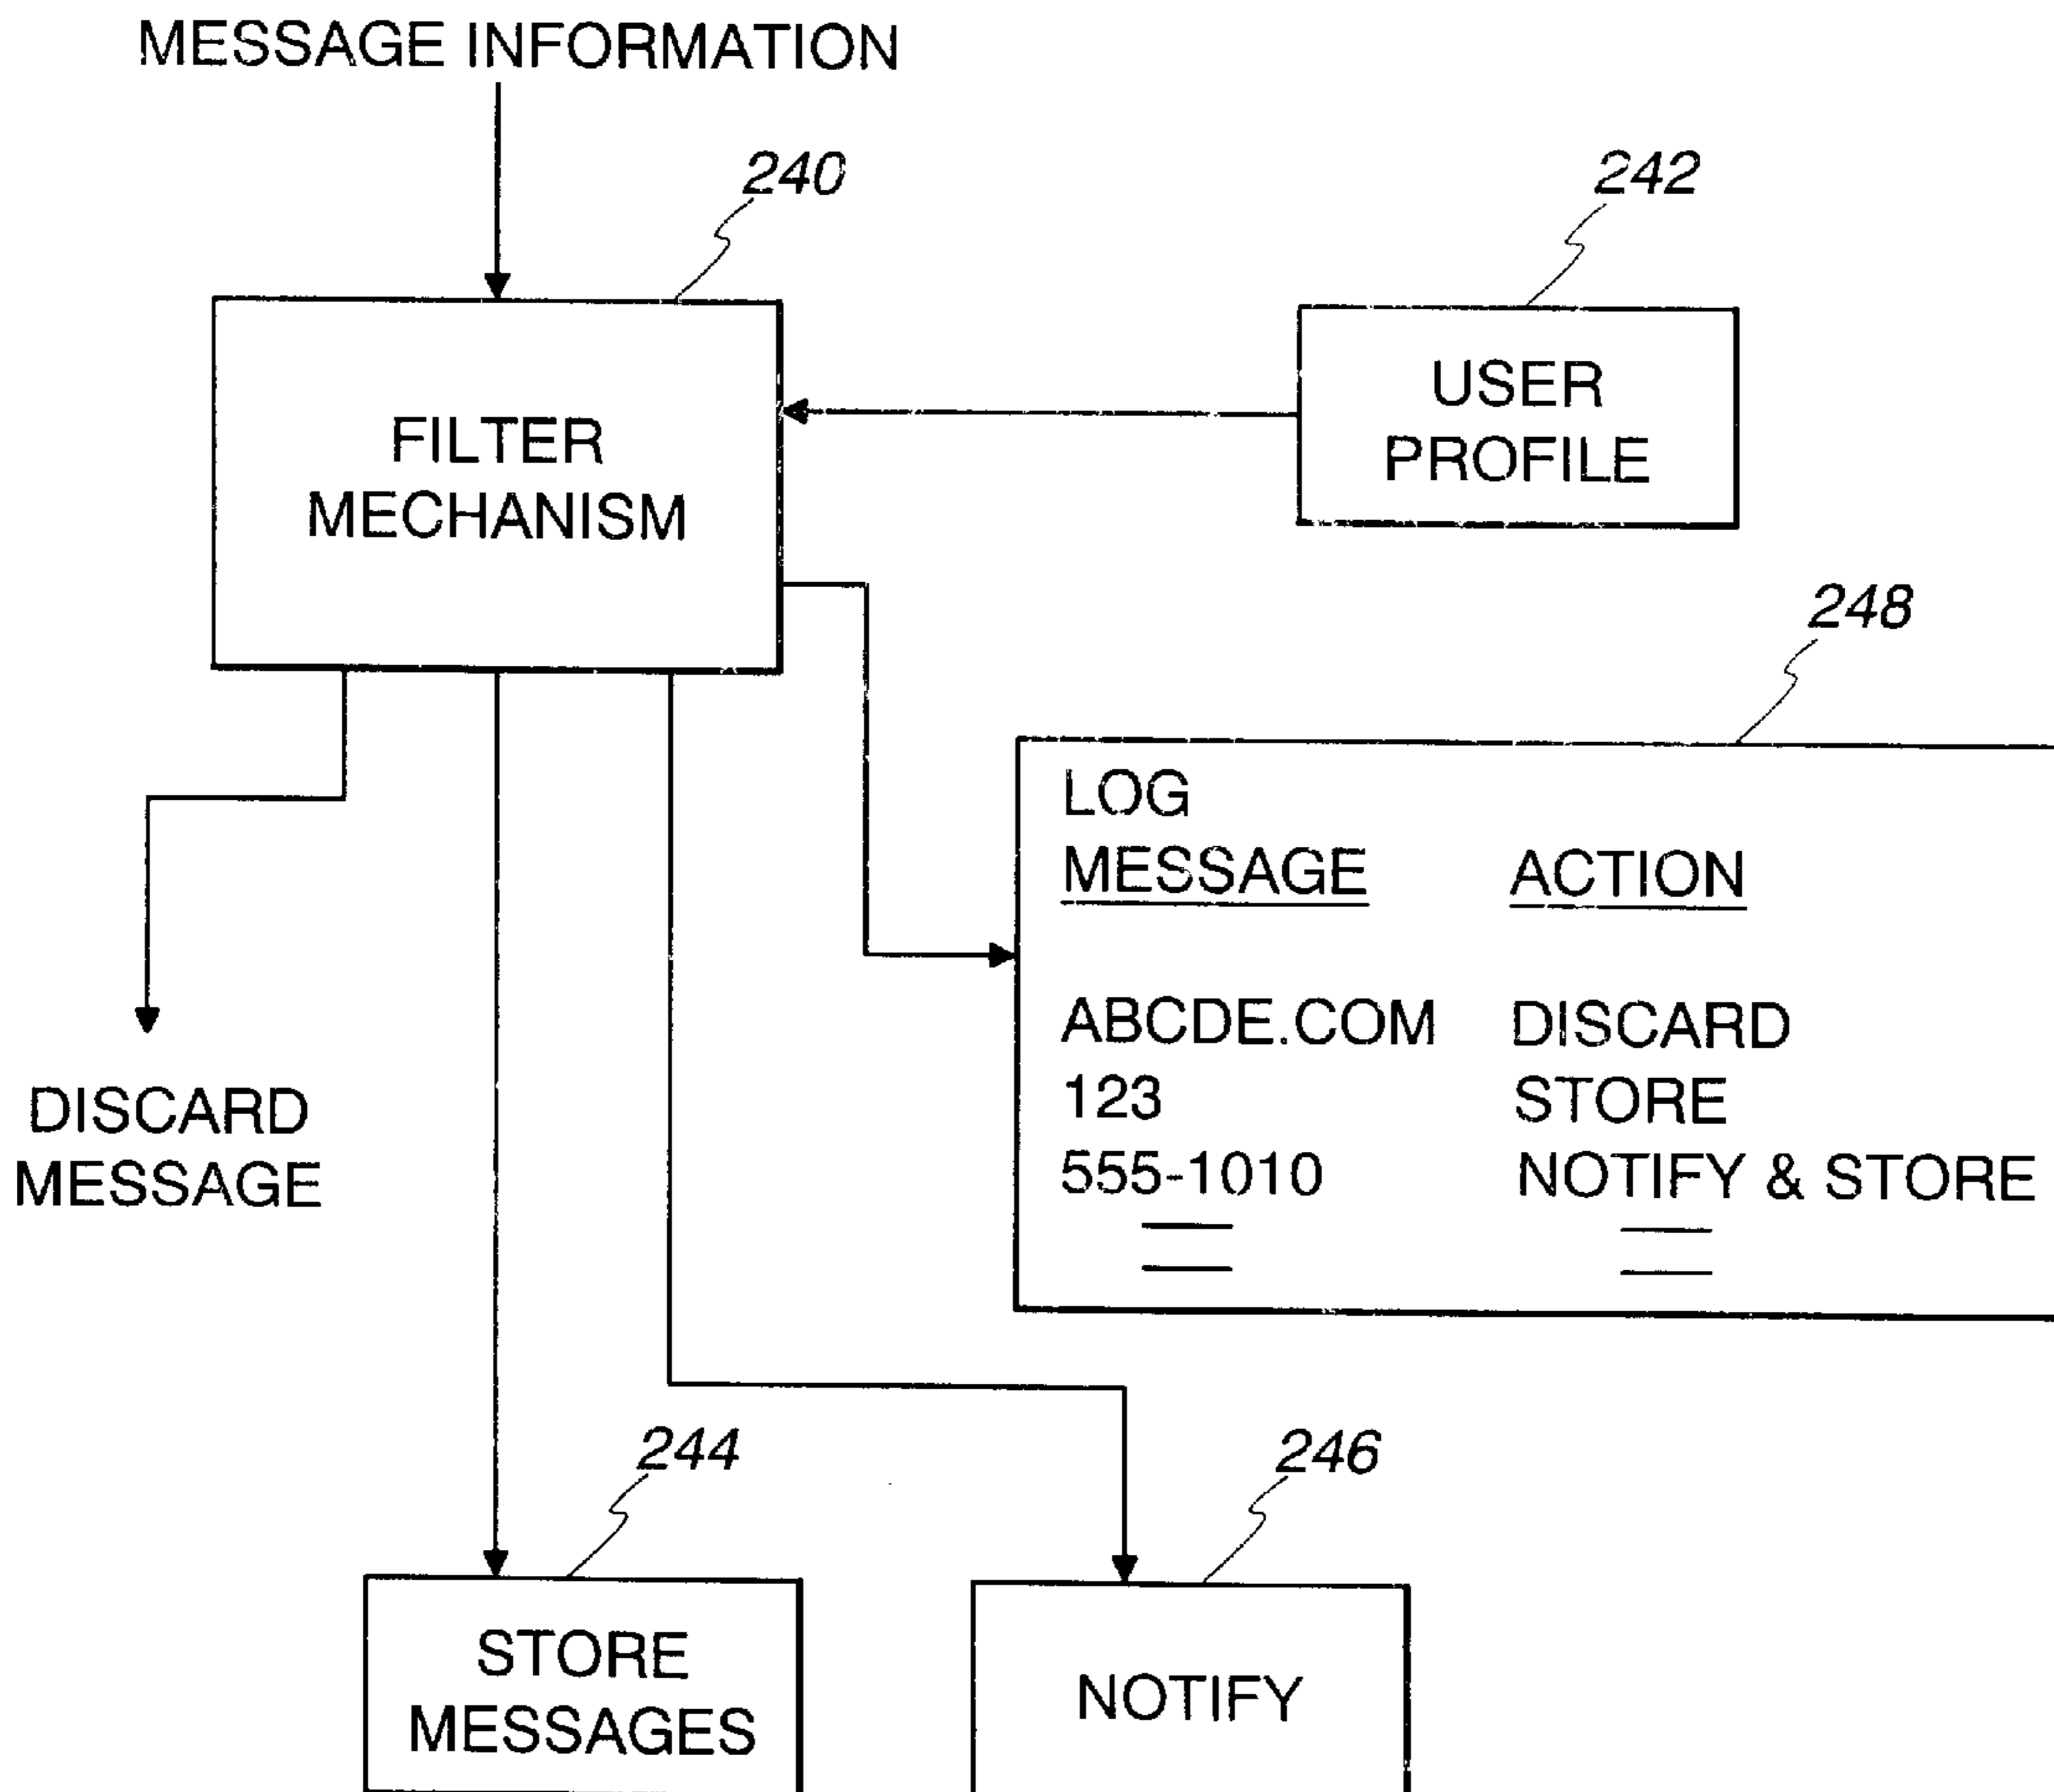 MESSAGE INFORMATION
240
242
FILTER
MECHANISM
USER
PROFILE
248
LOG
MESSAGE ACTION
ABCDE.COM DISCARD
123 STORE
555-1010 NOTIFY & STORE
DISCARD
MESSAGE
244
246
STORE
MESSAGES
NOTIFY